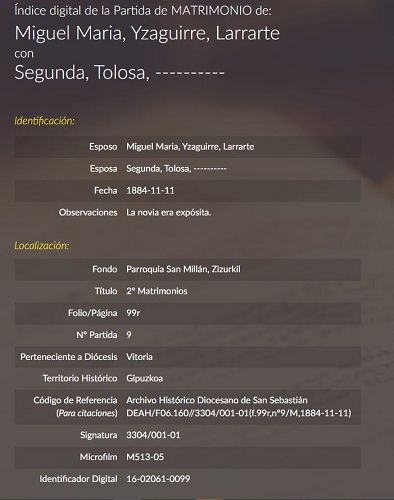 Índice digital de la Partida de MATRIMONIO de:
Miguel Maria, Yzaguirre, Larrarte
con
Segunda, Tolosa, ----------
Identificación:
Esposo Miguel Maria, Yzaguirre, Larrarte
Esposa Segunda, Tolosa, ----------
Fecha 1884-11-11
Observaciones La novia era expósita.
Localización:
Fondo Parroquia San Millán, Zizurkil
Título 2º Matrimonios
Folio/Página 99r
Nº Partida 9
Perteneciente a Diócesis Vitoria
Territorio Histórico Gipuzkoa
Código de Referencia Archivo Histórico Diocesano de San Sebastián
(Para citaciones) DEAH/F06.160//3304/001-01(f.99r,nº9/M,1884-11-11)
Signatura 3304/001-01
Microfilm M513-05
Identificador Digital 16-02061-0099